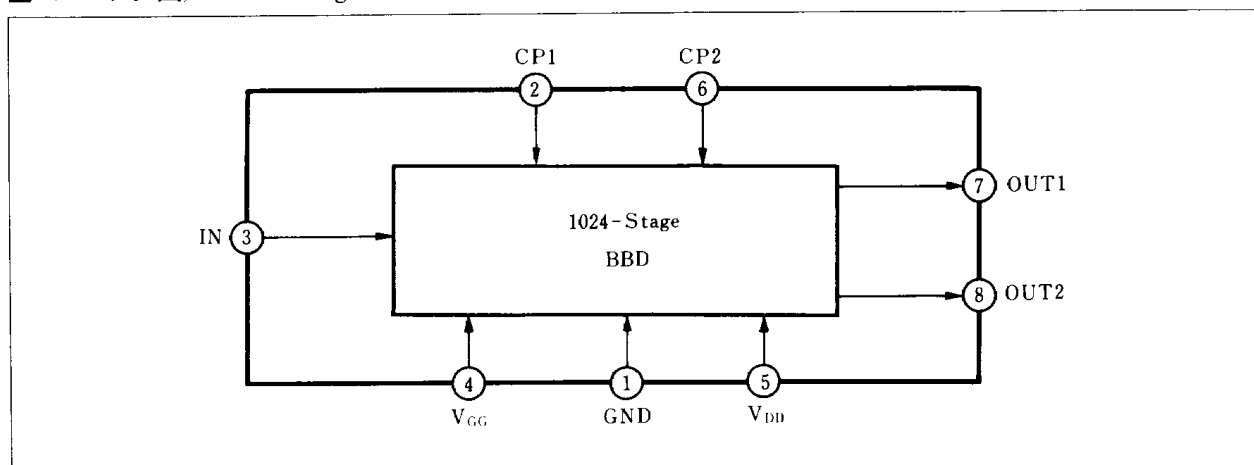 CP1 CP2
2 6
7 OUT1
1024-Stage
IN 3
BBD
8 OUT2
4 1 5
V_GG GND V_DD